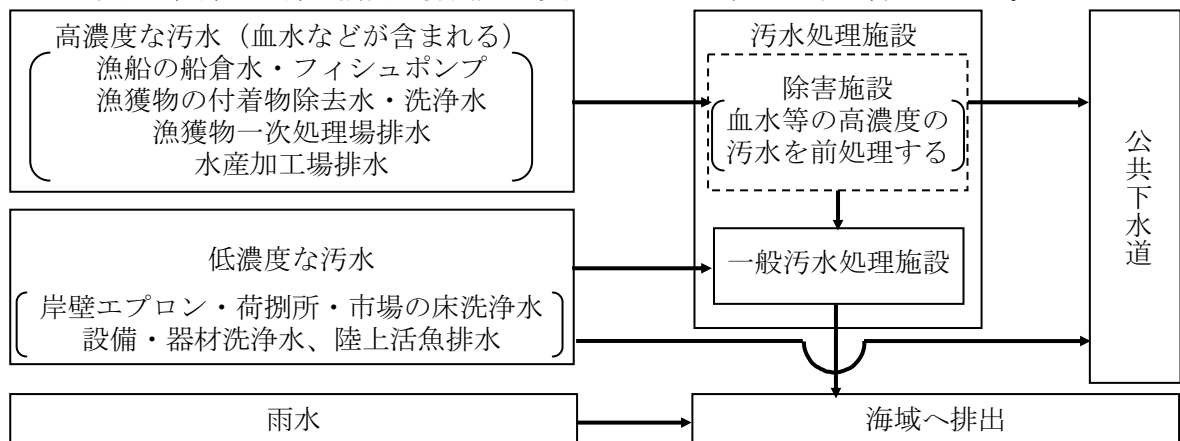 高濃度な汚水（血水などが含まれる）
漁船の船倉水・フィシュポンプ
漁獲物の付着物除去水・洗浄水
漁獲物一次処理場排水
水産加工場排水
汚水処理施設
除害施設
血水等の高濃度の
汚水を前処理する
公共下水道
低濃度な汚水
岸壁エプロン・荷捌所・市場の床洗浄水
設備・器材洗浄水、陸上活魚排水
一般汚水処理施設
雨水
海域へ排出